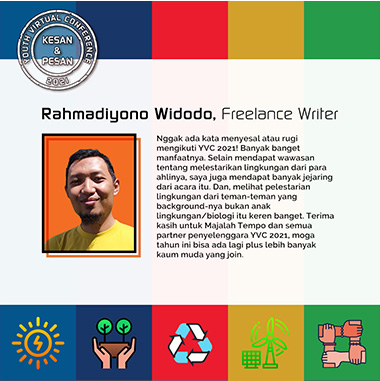 YOUTH VIRTUAL CONFERENCE
KESAN
&
PESAN
2021
Rahmadiyono Widodo, Freelance Writer
Nggak ada kata menyesal atau rugi
mengikuti YVC 2021! Banyak banget
manfaatnya. Selain mendapat wawasan
tentang melestarikan lingkungan dari para
ahlinya, saya juga mendapat banyak jejaring
dari acara itu. Dan, melihat pelestarian
lingkungan dari teman-teman yang
background-nya bukan anak
lingkungan/biologi itu keren banget. Terima
kasih untuk Majalah Tempo dan semua
partner penyelenggara YVC 2021, moga
tahun ini bisa ada lagi plus lebih banyak
kaum muda yang join.